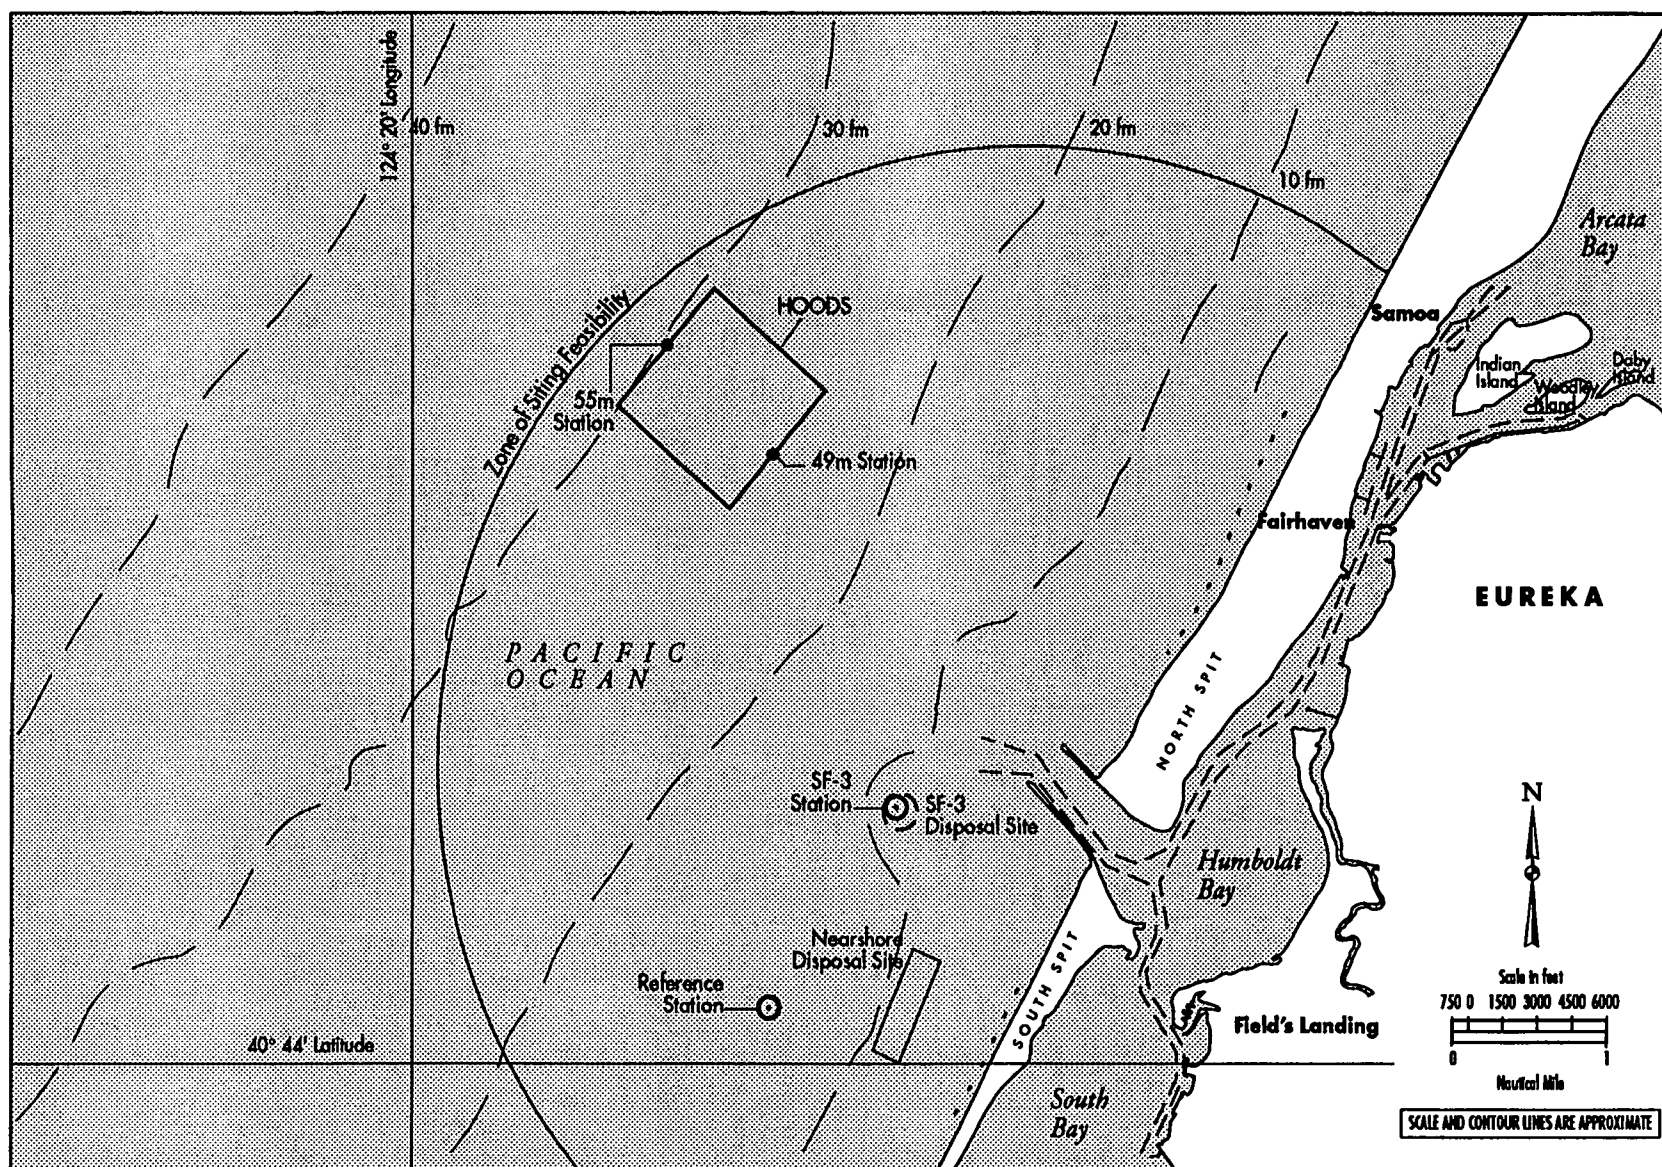 124° 20' Longitude
40 fm
30 fm
20 fm
10 fm
Arcata
Bay
HOODS
Samoa
Zone of Siting Feasibility
Indian
Island
Woodley
Island
Daby
Island
55m
Station
49m Station
Fairhaven
EUREKA
PACIFIC
OCEAN
NORTH SPIT
SF-3
Station
SF-3
Disposal Site
N
Humboldt
Bay
Nearshore
Disposal Site
SOUTH SPIT
Reference
Station
Field's Landing
Scale in feet
750 0 1500 3000 4500 6000
0 1
Nautical Mile
40° 44' Latitude
South
Bay
SCALE AND CONTOUR LINES ARE APPROXIMATE